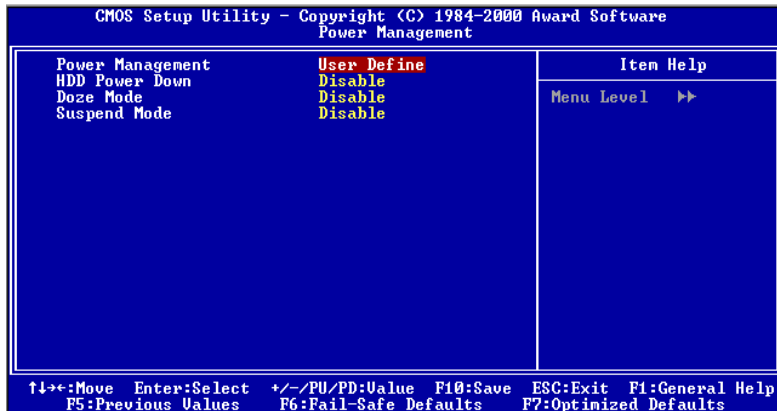 CMOS Setup Utility - Copyright (C) 1984-2000 Award Software
Power Management
Power Management User Define
HDD Power Down Disable
Doze Mode Disable
Suspend Mode Disable
Item Help
Menu Level ▶▶
↑↓→←:Move Enter:Select +/-/PU/PD:Value F10:Save ESC:Exit F1:General Help
F5:Previous Values F6:Fail-Safe Defaults F7:Optimized Defaults